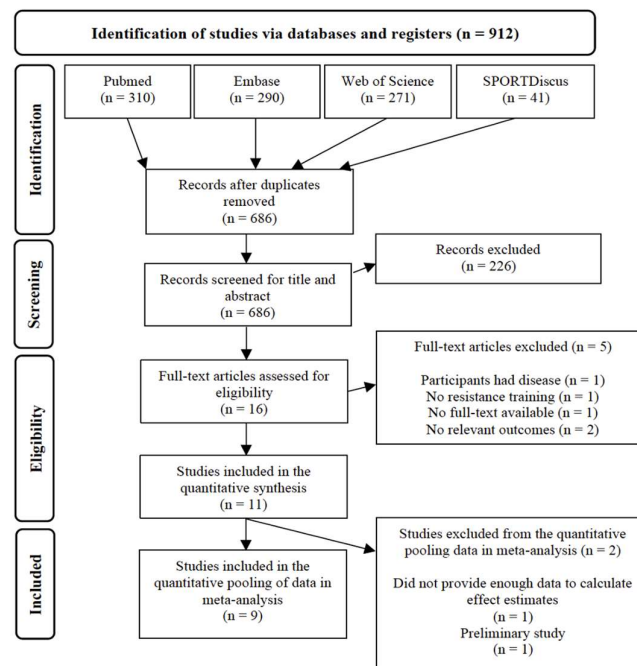 Identification of studies via databases and registers (n = 912)
Identification
Pubmed
(n = 310)
Embase
(n = 290)
Web of Science
(n = 271)
SPORTDiscus
(n = 41)
Records after duplicates
removed
(n = 686)
Screening
Records screened for title and
abstract
(n = 686)
Records excluded
(n = 226)
Eligibility
Full-text articles assessed for
eligibility
(n = 16)
Full-text articles excluded (n = 5)
Participants had disease (n = 1)
No resistance training (n = 1)
No full-text available (n = 1)
No relevant outcomes (n = 2)
Studies included in the
quantitative synthesis
(n = 11)
Included
Studies included in the
quantitative pooling of data in
meta-analysis
(n = 9)
Studies excluded from the quantitative
pooling data in meta-analysis (n = 2)
Did not provide enough data to calculate
effect estimates
(n = 1)
Preliminary study
(n = 1)